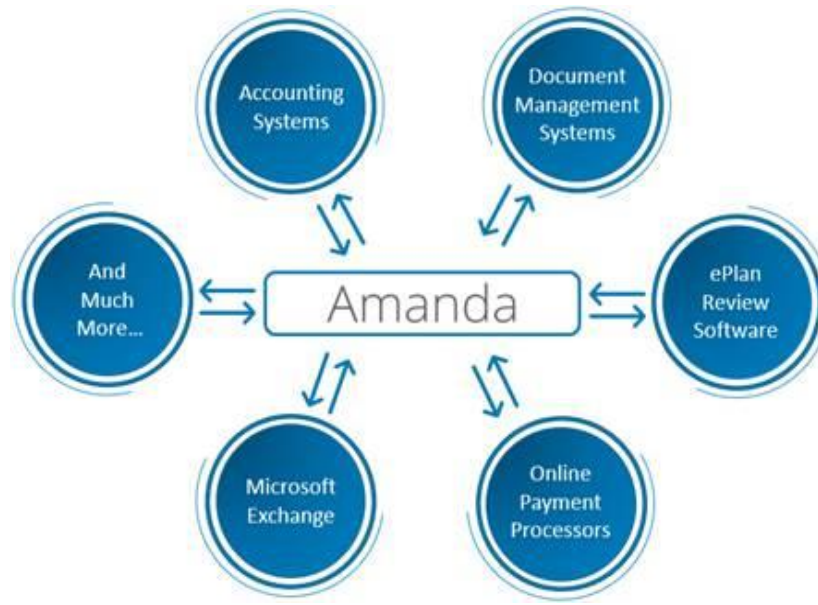 Accounting
Systems
Document
Management
Systems
And
Much
More...
Amanda
ePlan
Review
Software
Microsoft
Exchange
Online
Payment
Processors